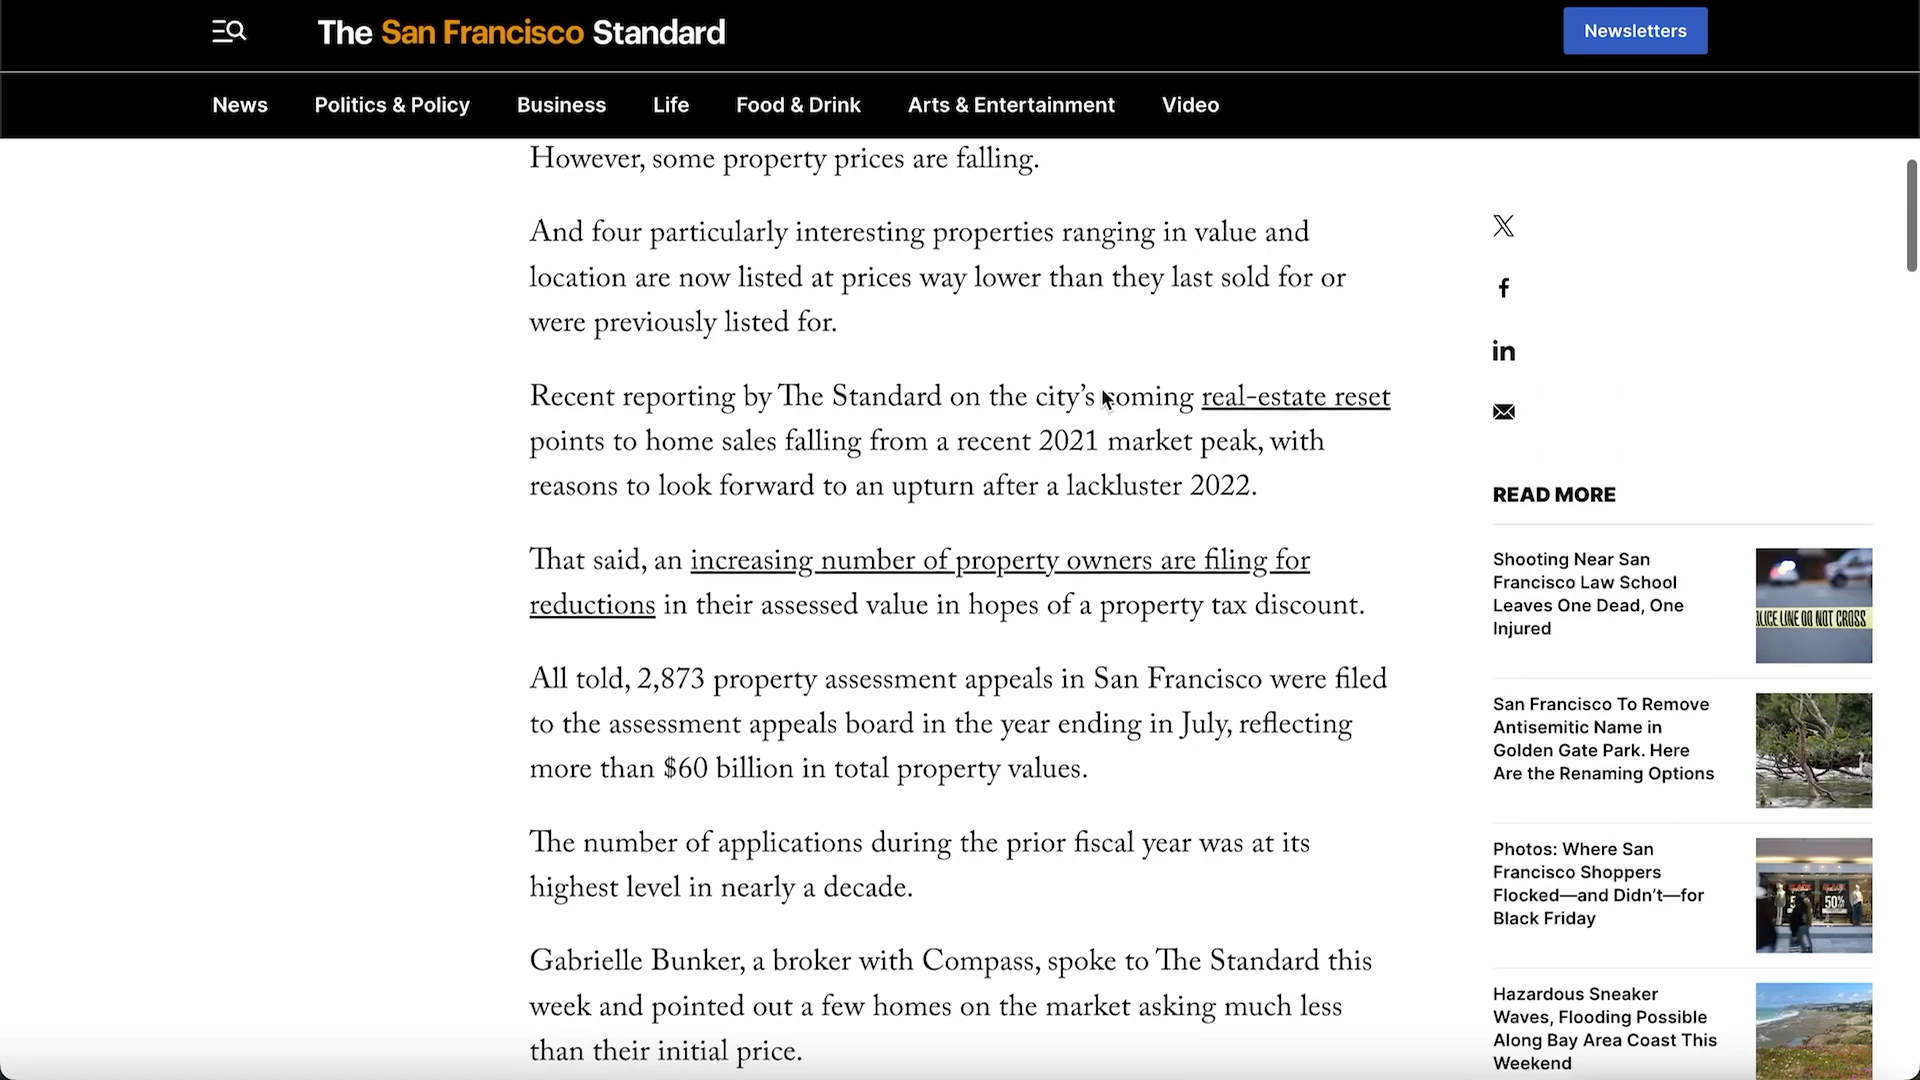 The San Francisco Standard
Newsletters
News Politics & Policy Business Life Food & Drink Arts & Entertainment Video
However, some property prices are falling.
And four particularly interesting properties ranging in value and
location are now listed at prices way lower than they last sold for or
were previously listed for.
Recent reporting by The Standard on the city’s coming real-estate reset
points to home sales falling from a recent 2021 market peak, with
reasons to look forward to an upturn after a lackluster 2022.
That said, an increasing number of property owners are filing for
reductions in their assessed value in hopes of a property tax discount.
All told, 2,873 property assessment appeals in San Francisco were filed
to the assessment appeals board in the year ending in July, reflecting
more than $60 billion in total property values.
The number of applications during the prior fiscal year was at its
highest level in nearly a decade.
Gabrielle Bunker, a broker with Compass, spoke to The Standard this
week and pointed out a few homes on the market asking much less
than their initial price.
READ MORE
Shooting Near San
Francisco Law School
Leaves One Dead, One
Injured
POLICE LINE DO NOT CROSS
San Francisco To Remove
Antisemitic Name in
Golden Gate Park. Here
Are the Renaming Options
Photos: Where San
Francisco Shoppers
Flocked—and Didn’t—for
Black Friday
50%
Hazardous Sneaker
Waves, Flooding Possible
Along Bay Area Coast This
Weekend